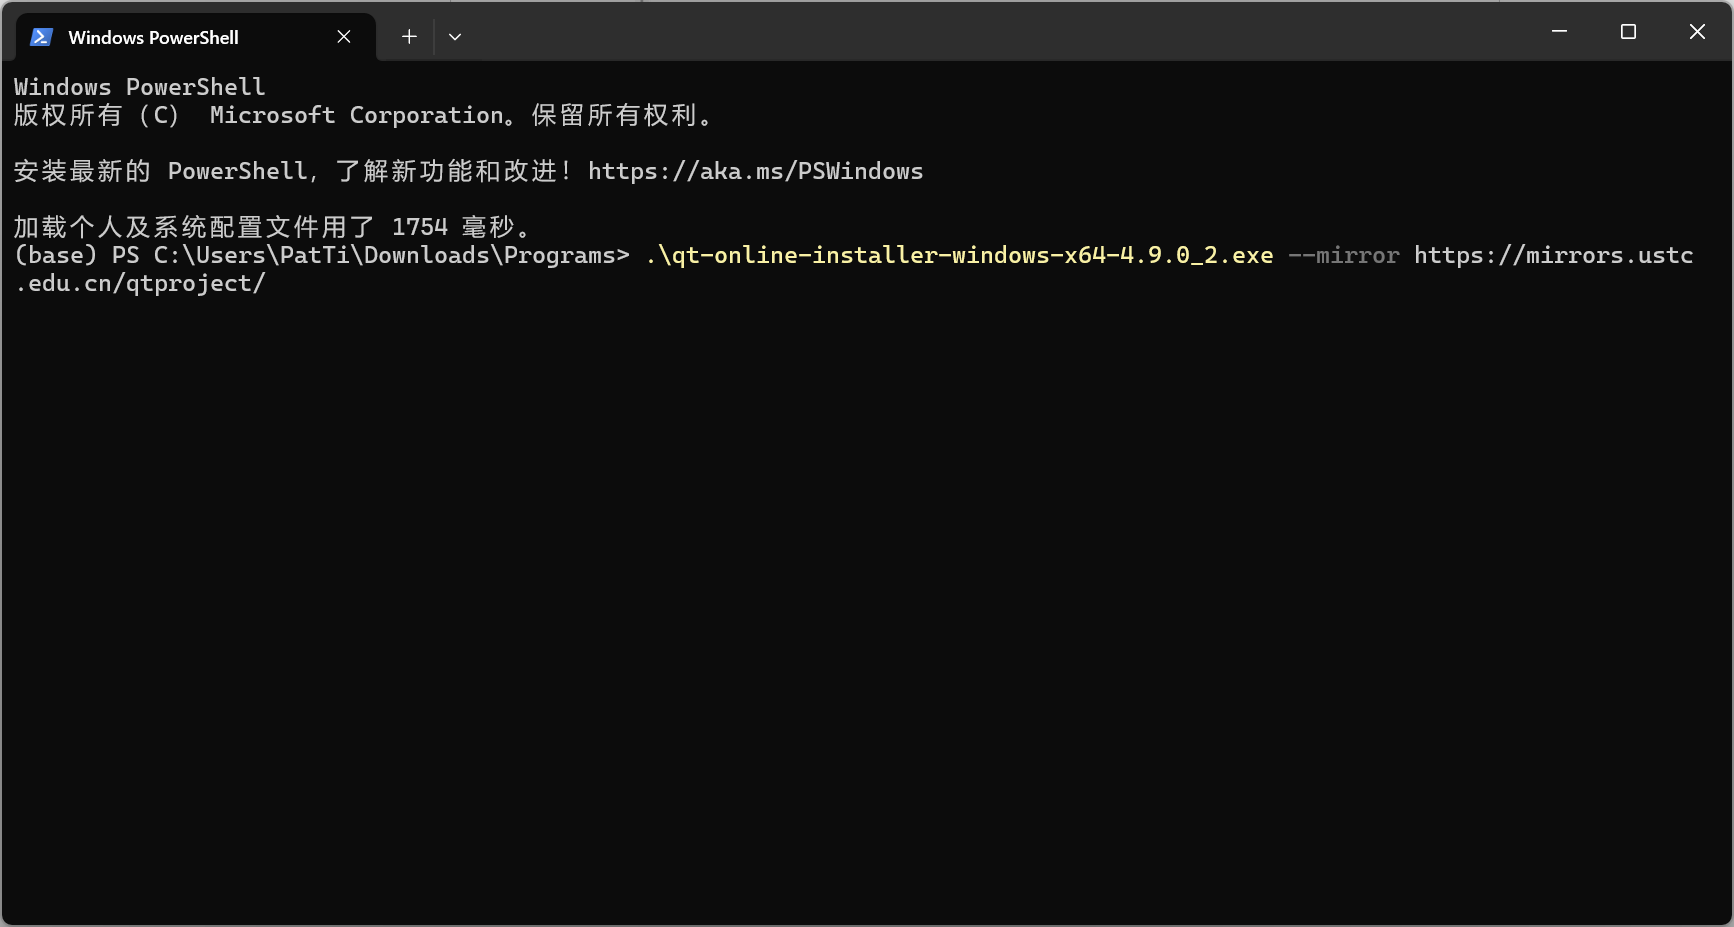 Windows PowerShell
Windows PowerShell
版权所有（C） Microsoft Corporation。保留所有权利。
安装最新的 PowerShell，了解新功能和改进！https://aka.ms/PSWindows
加载个人及系统配置文件用了 1754 毫秒。
(base) PS C:\Users\PatTi\Downloads\Programs> .\qt-online-installer-windows-x64-4.9.0_2.exe --mirror https://mirrors.ustc
.edu.cn/qtproject/